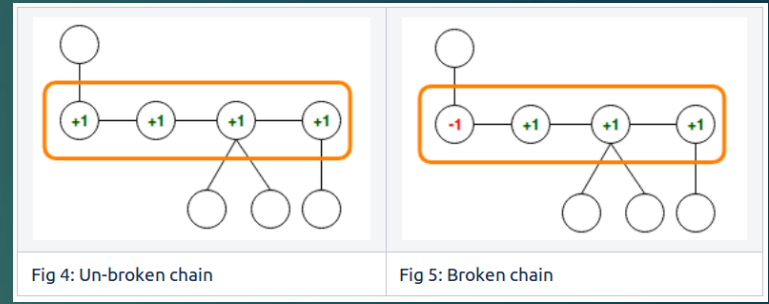 +1 +1 +1 +1
-1 +1 +1 +1
Fig 4: Un-broken chain
Fig 5: Broken chain